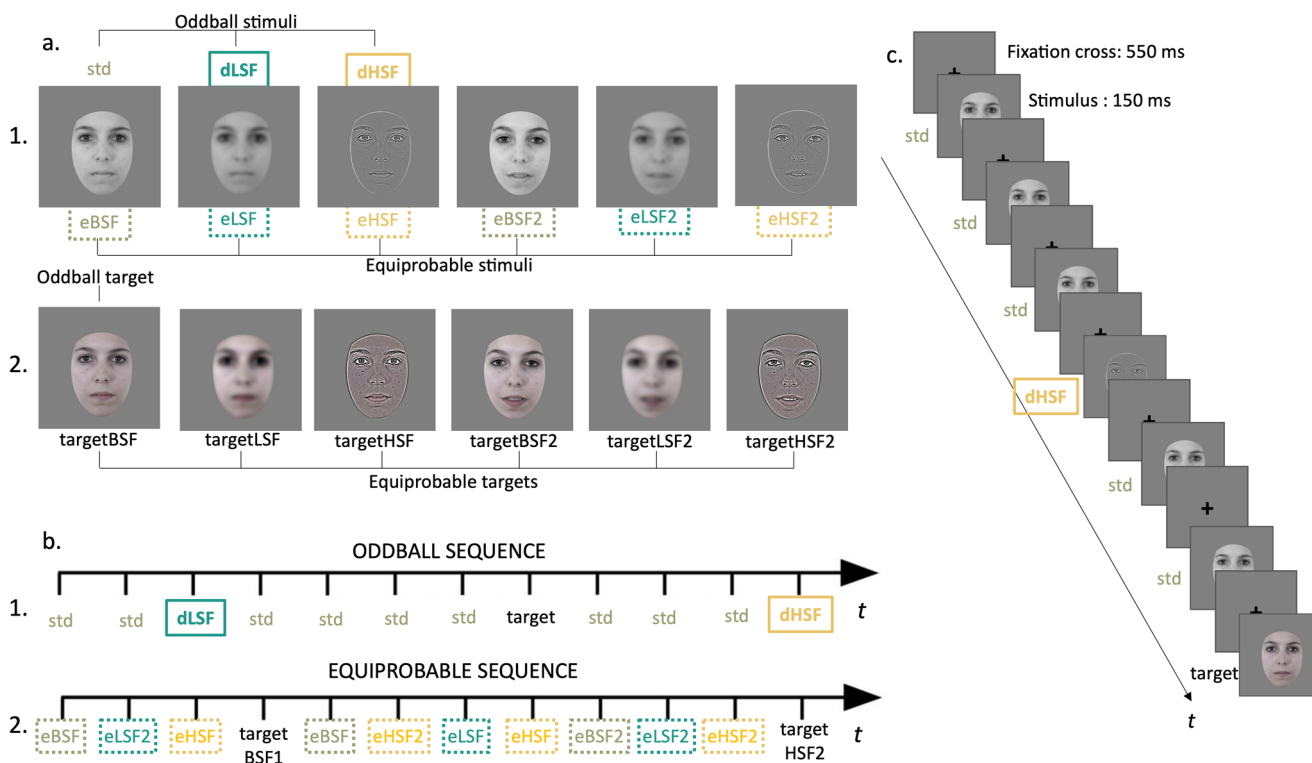 a.
Oddball stimuli
std dLSF dHSF
1.
eBSF eLSF eHSF eBSF2 eLSF2 eHSF2
Equiprobable stimuli
Oddball target
2.
targetBSF targetLSF targetHSF targetBSF2 targetLSF2 targetHSF2
Equiprobable targets
b.
ODDBALL SEQUENCE
1. std std dLSF std std std std target std std std dHSF t
EQUIPROBABLE SEQUENCE
2. eBSF eLSF2 eHSF target eBSF eHSF2 eLSF eHSF eBSF2 eLSF2 eHSF2 target t
BSF1 HSF2
c.
Fixation cross: 550 ms
Stimulus : 150 ms
std
std
std
dHSF
std
std
target
t